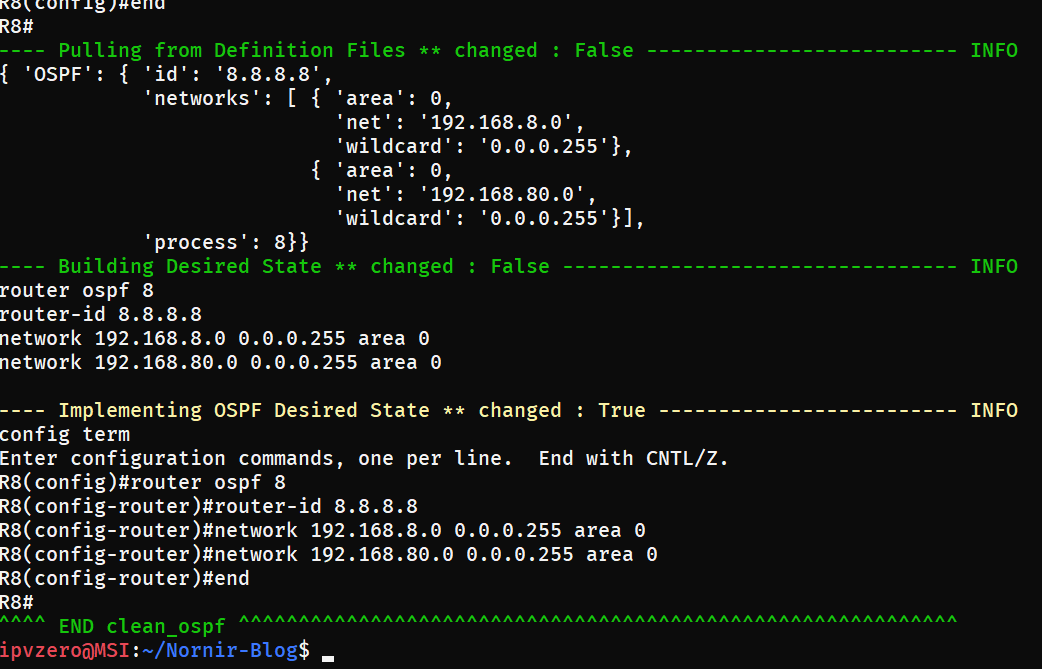 R8(config)#end
R8#
---- Pulling from Definition Files ** changed : False -------------------------- INFO
{ 'OSPF': { 'id': '8.8.8.8',
            'networks': [ { 'area': 0,
                            'net': '192.168.8.0',
                            'wildcard': '0.0.0.255'},
                          { 'area': 0,
                            'net': '192.168.80.0',
                            'wildcard': '0.0.0.255'}],
            'process': 8}}
---- Building Desired State ** changed : False --------------------------------- INFO
router ospf 8
router-id 8.8.8.8
network 192.168.8.0 0.0.0.255 area 0
network 192.168.80.0 0.0.0.255 area 0
---- Implementing OSPF Desired State ** changed : True ------------------------- INFO
config term
Enter configuration commands, one per line.  End with CNTL/Z.
R8(config)#router ospf 8
R8(config-router)#router-id 8.8.8.8
R8(config-router)#network 192.168.8.0 0.0.0.255 area 0
R8(config-router)#network 192.168.80.0 0.0.0.255 area 0
R8(config-router)#end
R8#
^^^^ END clean_ospf ^^^^^^^^^^^^^^^^^^^^^^^^^^^^^^^^^^^^^^^^^^^^^^^^^^^^^^^^^^^^
ipvzero@MSI:~/Nornir-Blog$